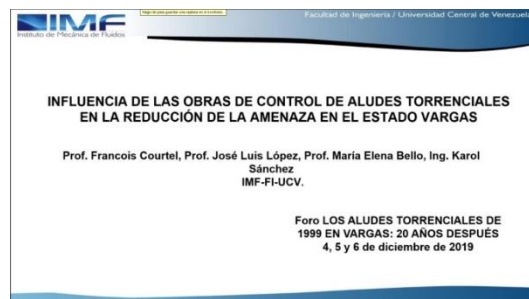 IMF
Instituto de Mecánica de Fluidos
Facultad de Ingeniería / Universidad Central de Venezuela
INFLUENCIA DE LAS OBRAS DE CONTROL DE ALUDES TORRENCIALES
EN LA REDUCCIÓN DE LA AMENAZA EN EL ESTADO VARGAS
Prof. Francois Courtel, Prof. José Luis López, Prof. María Elena Bello, Ing. Karol
Sánchez
IMF-FI-UCV.
Foro LOS ALUDES TORRENCIALES DE
1999 EN VARGAS: 20 AÑOS DESPUÉS
4, 5 y 6 de diciembre de 2019